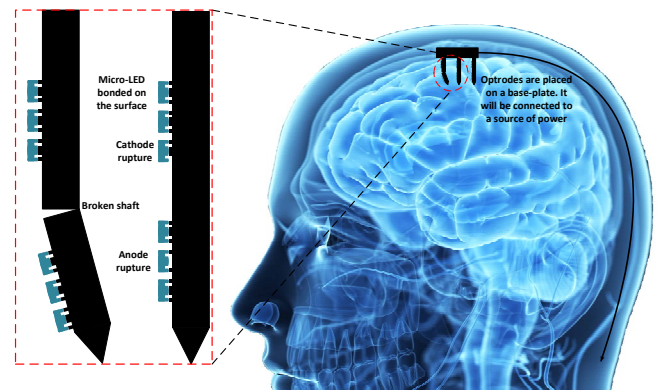 Micro-LED
bonded on
the surface
Cathode
rupture
Broken shaft
Anode
rupture
Optrodes are placed
on a base-plate. It
will be connected to
a source of power